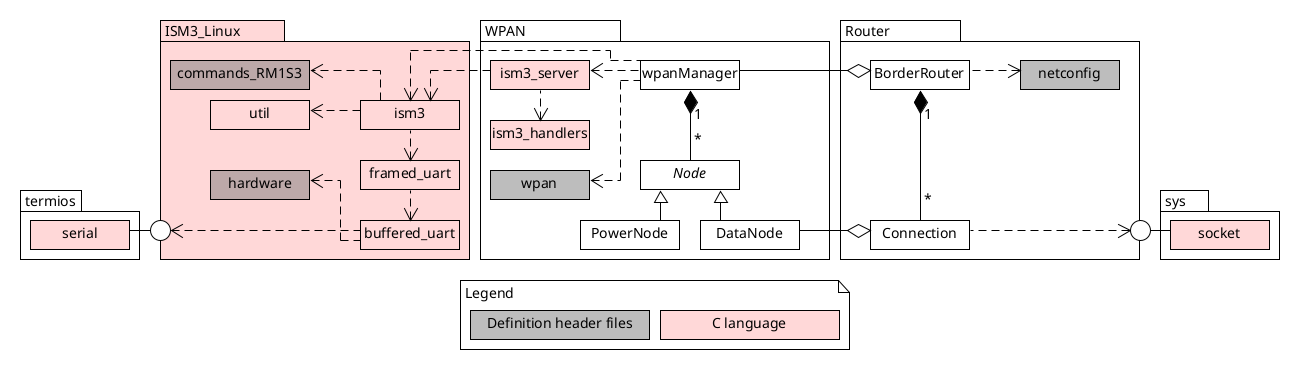 ISM3_Linux
WPAN
Router
commands_RM1S3
ism3_server
wpanManager
BorderRouter
netconfig
util
ism3
1
1
ism3_handlers
*
framed_uart
Node
hardware
wpan
termios
*
sys
serial
buffered_uart
PowerNode
DataNode
Connection
socket
Legend
Definition header files
C language